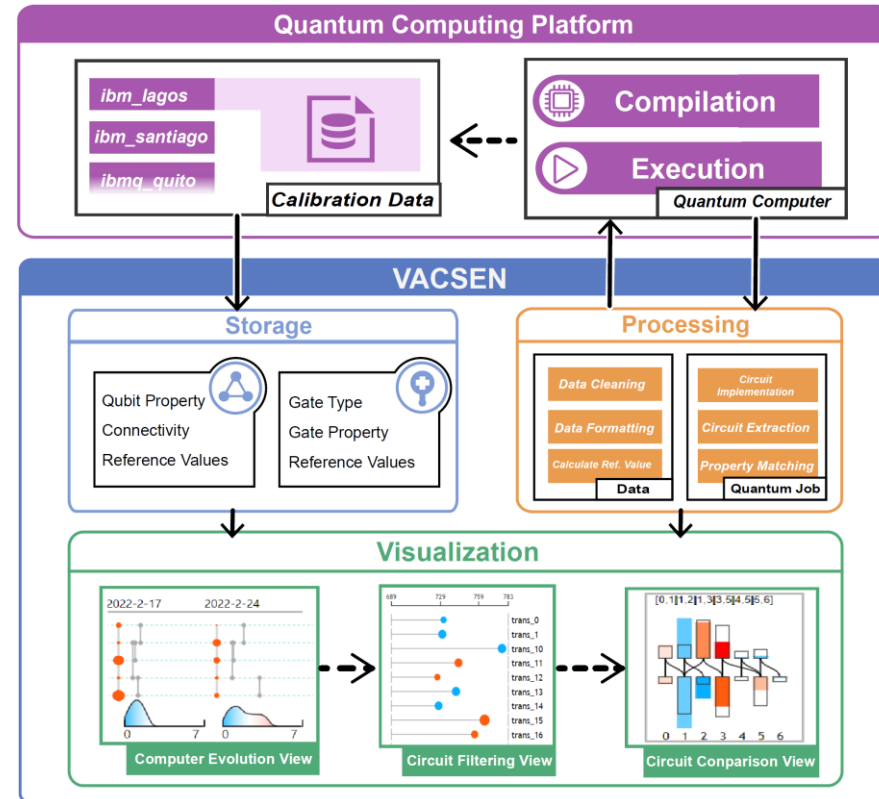 Quantum Computing Platform
ibm_lagos
ibm_santiago
ibmq_quito
Calibration Data
Compilation
Execution
Quantum Computer
VACSEN
Storage
Qubit Property
Connectivity
Reference Values
Gate Type
Gate Property
Reference Values
Processing
Data Cleaning
Data Formatting
Calculate Ref. Value
Data
Circuit
Implementation
Circuit Extraction
Property Matching
Quantum Job
Visualization
2022-2-17 2022-2-24
0 7 0 7
Computer Evolution View
689 729 759 783
trans_0
trans_1
trans_10
trans_11
trans_12
trans_13
trans_14
trans_15
trans_16
Circuit Filtering View
[0,1][1,2][1,3][3,5][4,5][5,6]
0 1 2 3 4 5 6
Circuit Conparison View